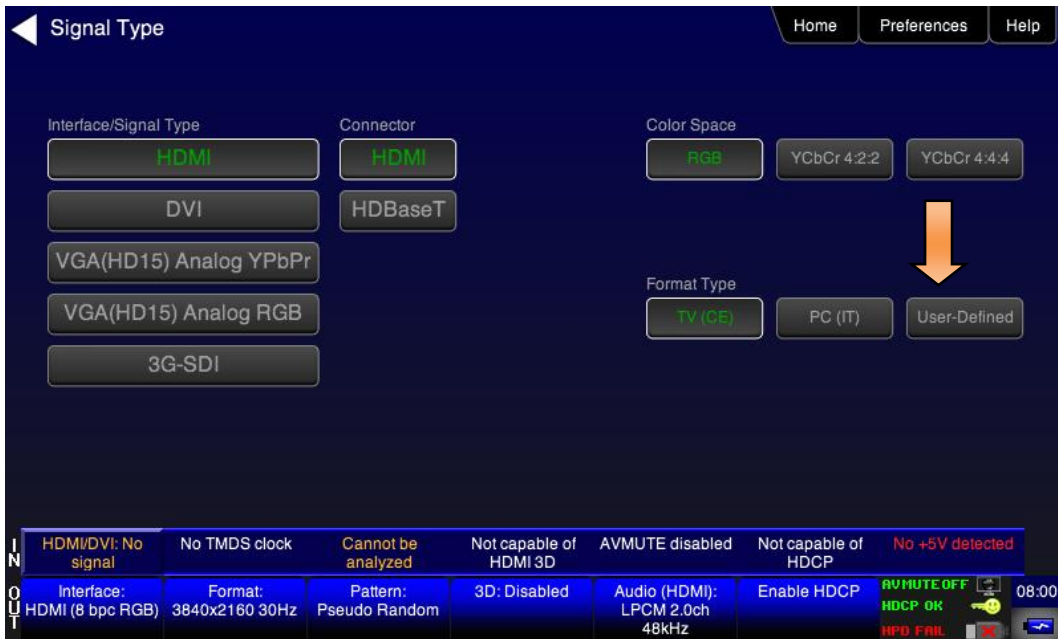 Signal Type
Home
Preferences
Help
Interface/Signal Type
Connector
Color Space
HDMI
HDMI
RGB
YCbCr 4:2:2
YCbCr 4:4:4
DVI
HDBaseT
VGA(HD15) Analog YPbPr
Format Type
VGA(HD15) Analog RGB
TV (CE)
PC (IT)
User-Defined
3G-SDI
IN
HDMI/DVI: No
signal
No TMDS clock
Cannot be
analyzed
Not capable of
HDMI 3D
AVMUTE disabled
Not capable of
HDCP
No +5V detected
OUT
Interface:
HDMI (8 bpc RGB)
Format:
3840x2160 30Hz
Pattern:
Pseudo Random
3D: Disabled
Audio (HDMI):
LPCM 2.0ch
48kHz
Enable HDCP
AVMUTEOFF
HDCP OK
HPD FAIL
08:00